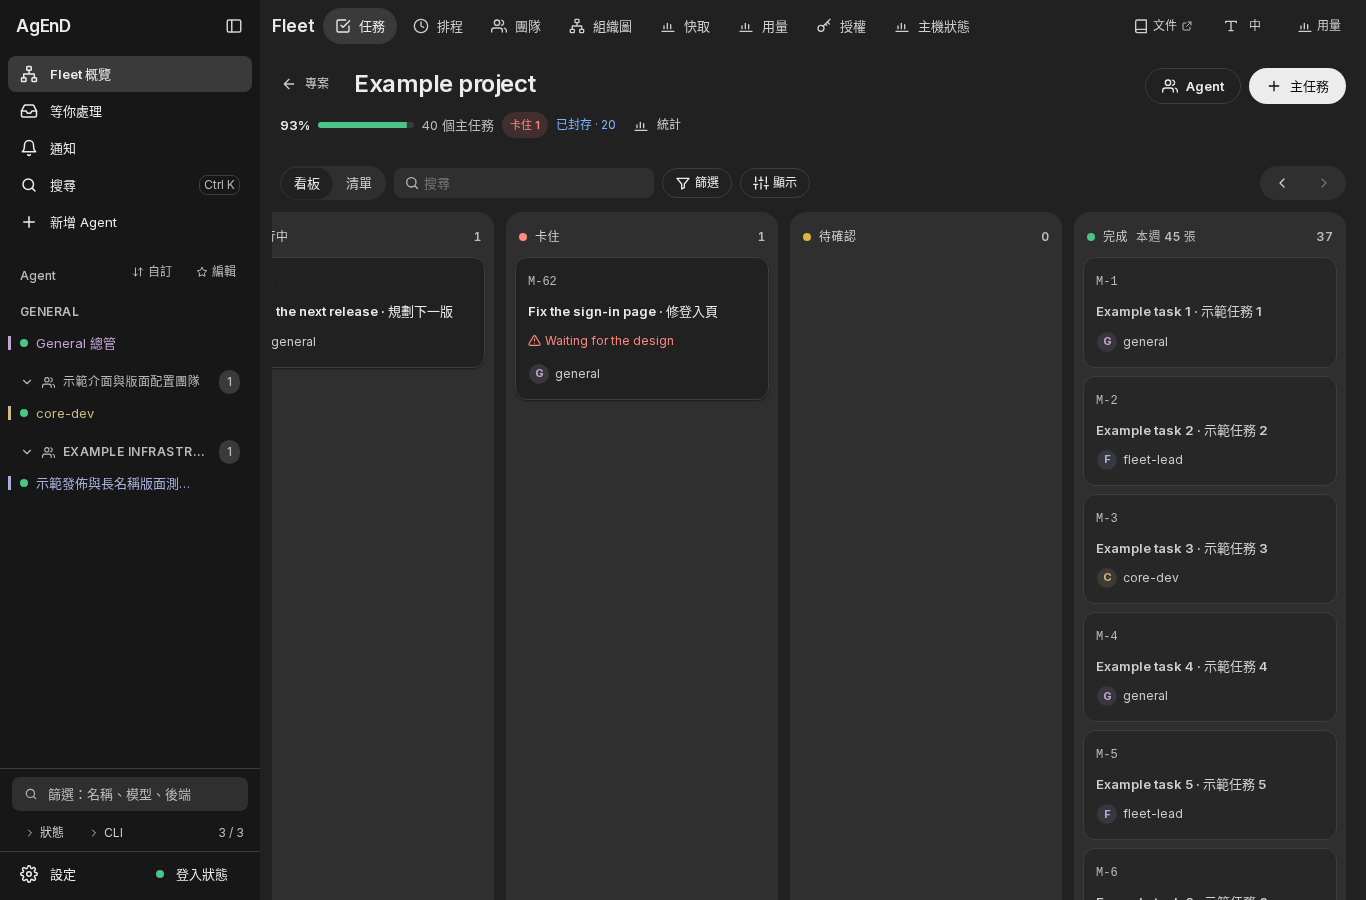 AgEnD
Fleet 概覽
等你處理
通知
搜尋
Ctrl K
新增 Agent
Agent
自訂
編輯
GENERAL
General 總管
示範介面與版面配置團隊
1
core-dev
EXAMPLE INFRASTR...
1
示範發佈與長名稱版面測...
篩選：名稱、模型、後端
狀態
CLI
3 / 3
設定
登入狀態
Fleet
任務
排程
團隊
組織圖
快取
用量
授權
主機狀態
文件
中
用量
專案
Example project
Agent
主任務
93%
40 個主任務
卡住 1
已封存 · 20
統計
看板
清單
搜尋
篩選
顯示
行中
1
the next release · 規劃下一版
general
卡住
1
M-62
Fix the sign-in page · 修登入頁
Waiting for the design
G
general
待確認
0
完成
本週 45 張
37
M-1
Example task 1 · 示範任務 1
G
general
M-2
Example task 2 · 示範任務 2
F
fleet-lead
M-3
Example task 3 · 示範任務 3
C
core-dev
M-4
Example task 4 · 示範任務 4
G
general
M-5
Example task 5 · 示範任務 5
F
fleet-lead
M-6
Example task 6 · 示範任務 6